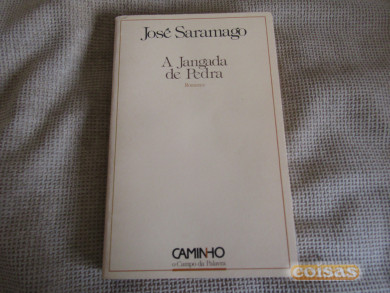 José Saramago
A Jangada
de Pedra
Romance
CAMINHO
O Campo da Palavra
coisas